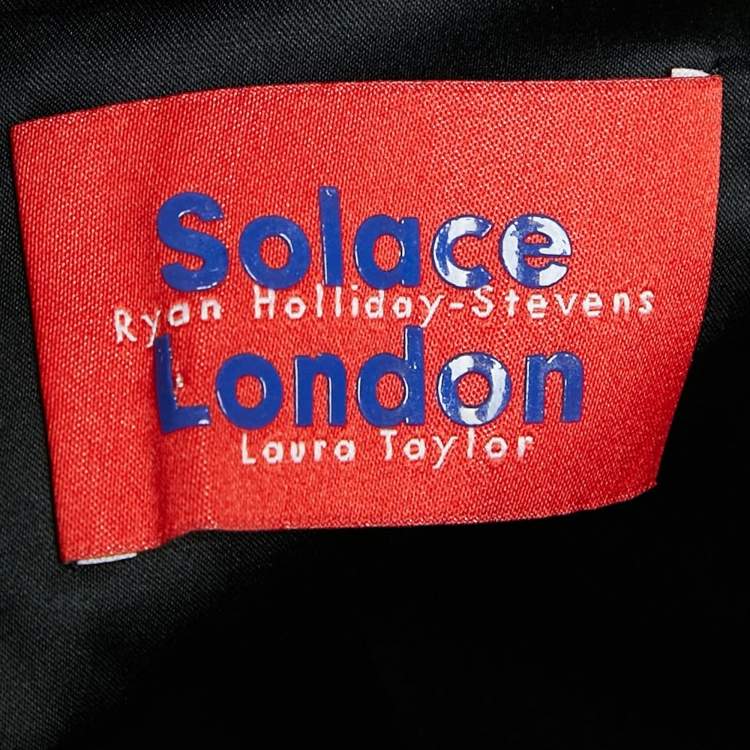 Solace
Ryan Holliday-Stevens
London
Laura Taylor